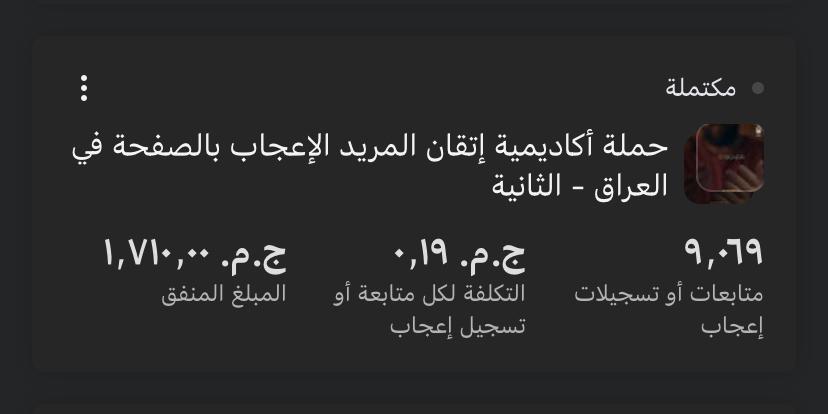 مكتملة
حملة أكاديمية إتقان المريد الإعجاب بالصفحة في
العراق - الثانية
٩,٠٦٩
متابعات أو تسجيلات
إعجاب
ج.م. ٠,١٩
التكلفة لكل متابعة أو
تسجيل إعجاب
ج.م. ١,٧١٠,٠٠
المبلغ المنفق